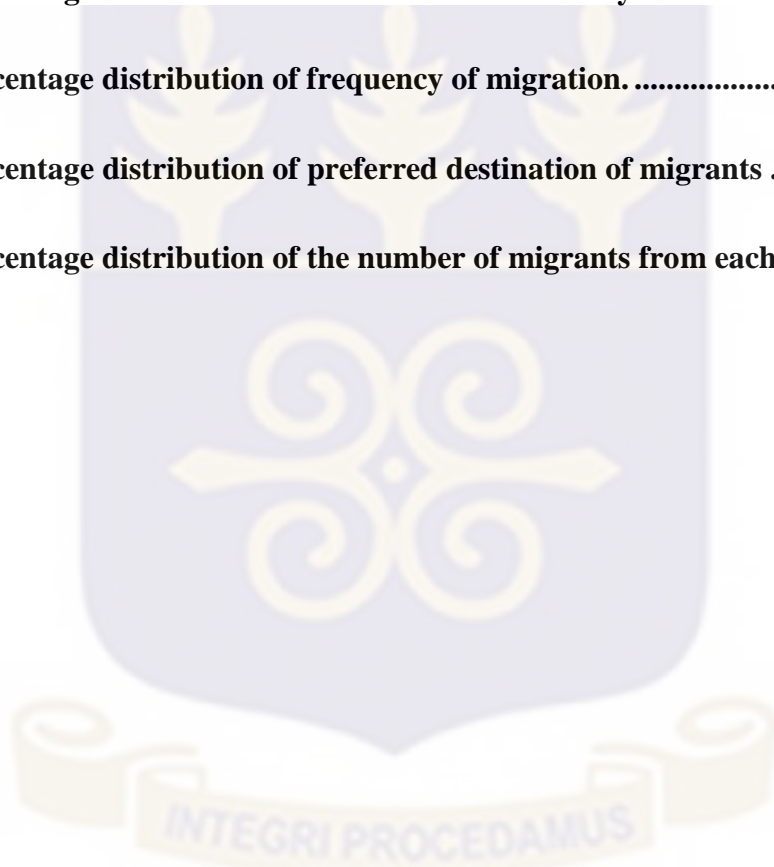 centage distribution of frequency of migration. ..................
centage distribution of preferred destination of migrants .
centage distribution of the number of migrants from each
INTEGRI PROCEDAMUS